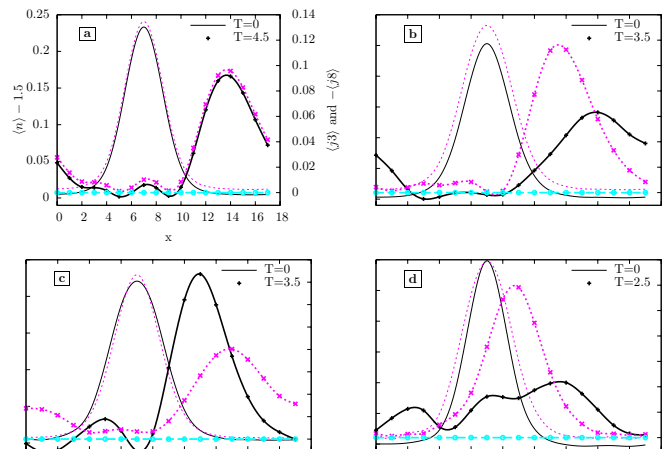 0.25
0.2
0.15
0.1
0.05
0
⟨n⟩ − 1.5
a
T=0
T=4.5
0.14
0.12
0.1
0.08
0.06
0.04
0.02
0
⟨j3⟩ and −⟨j8⟩
0 2 4 6 8 10 12 14 16 18
x
b
T=0
T=3.5
c
T=0
T=3.5
d
T=0
T=2.5